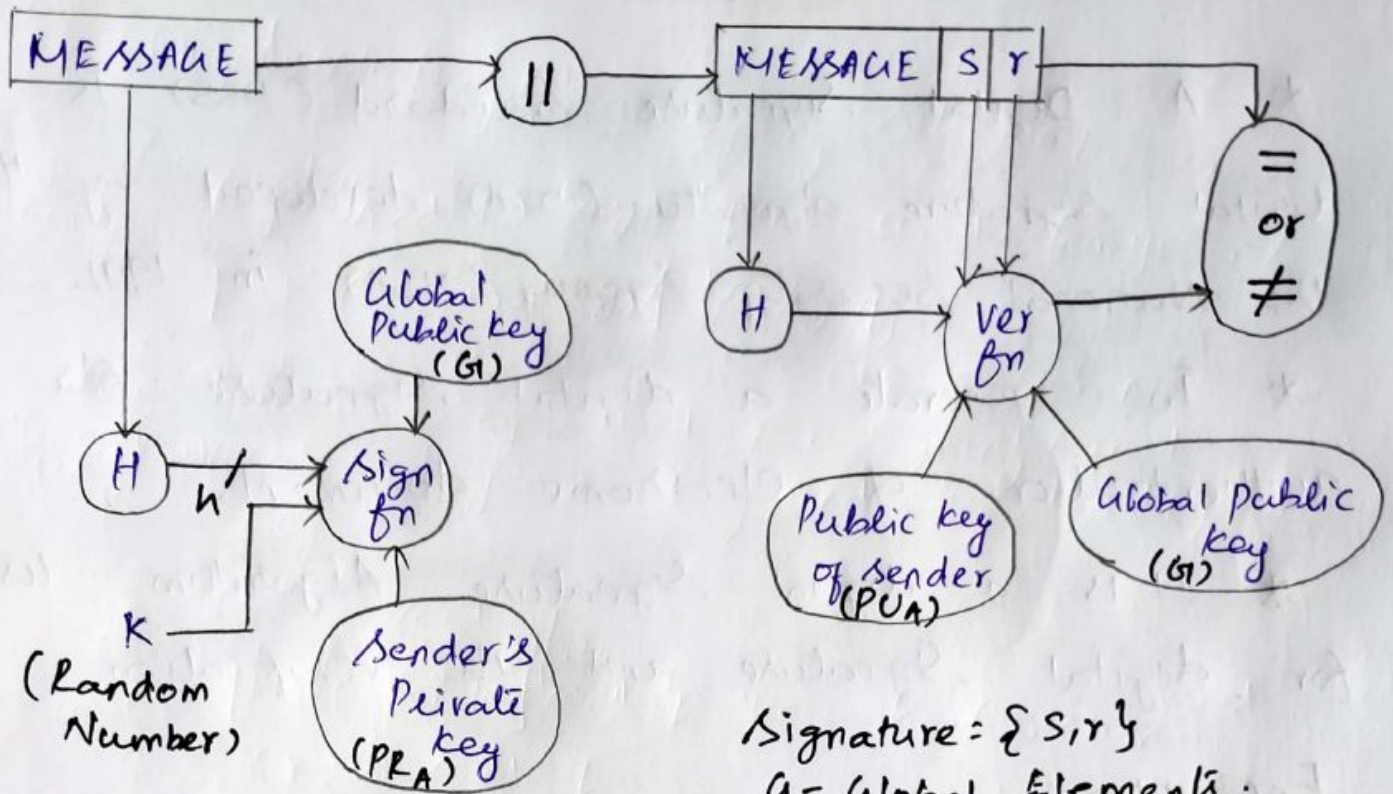 MESSAGE
||
MESSAGE S r
=
or
≠
Global
Public key
(G)
H
Ver
fn
H
h
Sign
fn
Public key
of sender
(PUA)
Global public
key
(G)
K
(Random
Number)
Sender's
Private
key
(PRA)
Signature = {S,r}
G = Global Elements.